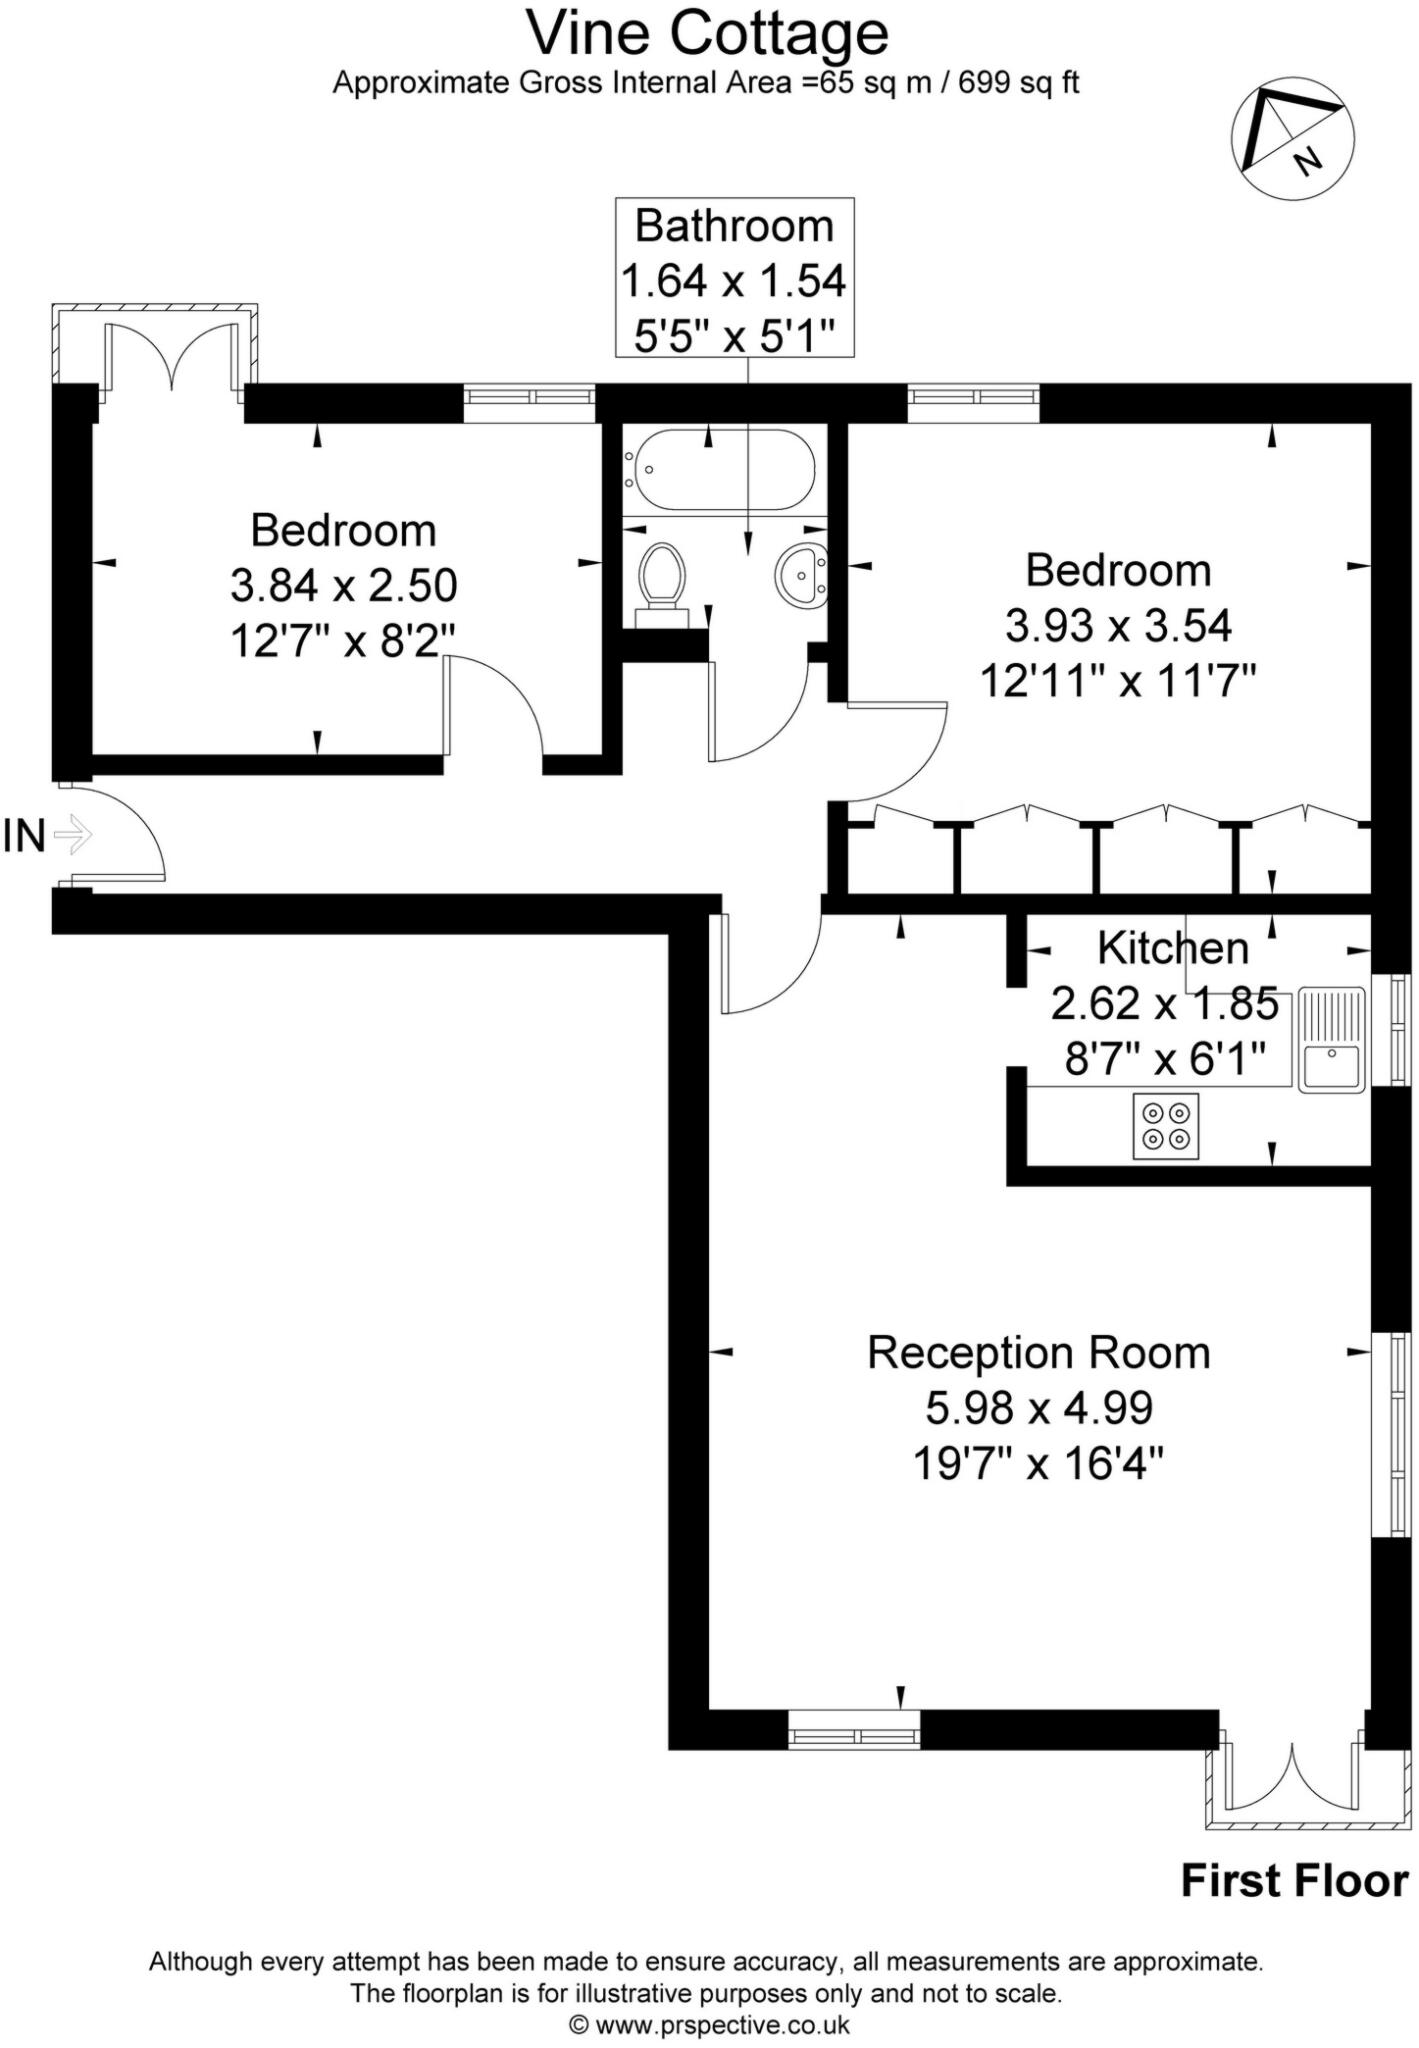 Vine Cottage
Approximate Gross Internal Area =65 sq m / 699 sq ft
N
Bathroom
1.64 x 1.54
5'5" x 5'1"
Bedroom
3.84 x 2.50
12'7" x 8'2"
Bedroom
3.93 x 3.54
12'11" x 11'7"
IN
Kitchen
2.62 x 1.85
8'7" x 6'1"
Reception Room
5.98 x 4.99
19'7" x 16'4"
First Floor
Although every attempt has been made to ensure accuracy, all measurements are approximate.
The floorplan is for illustrative purposes only and not to scale.
© www.prspective.co.uk